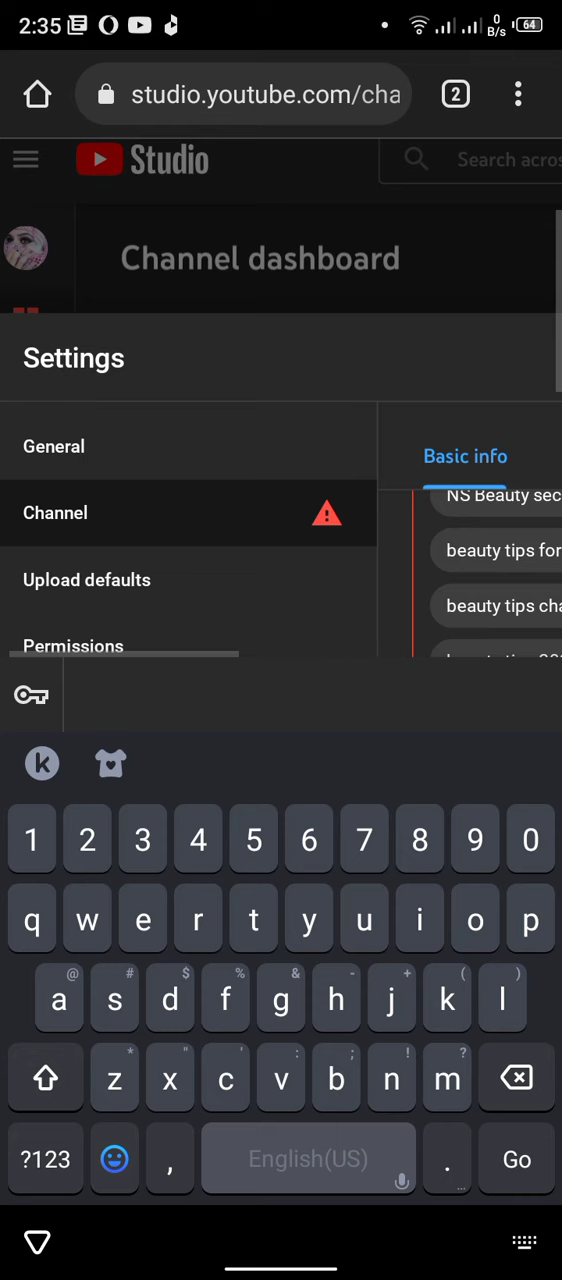 2:35
0
B/s
64
studio.youtube.com/cha
2
Studio
Search acros
Channel dashboard
Settings
General
Basic info
NS Beauty sec
Channel
beauty tips for
Upload defaults
beauty tips cha
Permissions
k
1 2 3 4 5 6 7 8 9 0
q w e r t y u i o p
@ # $ % & - + ( )
a s d f g h j k l
* " ' : ; ! ?
z x c v b n m
?123 , English(US) . Go
...